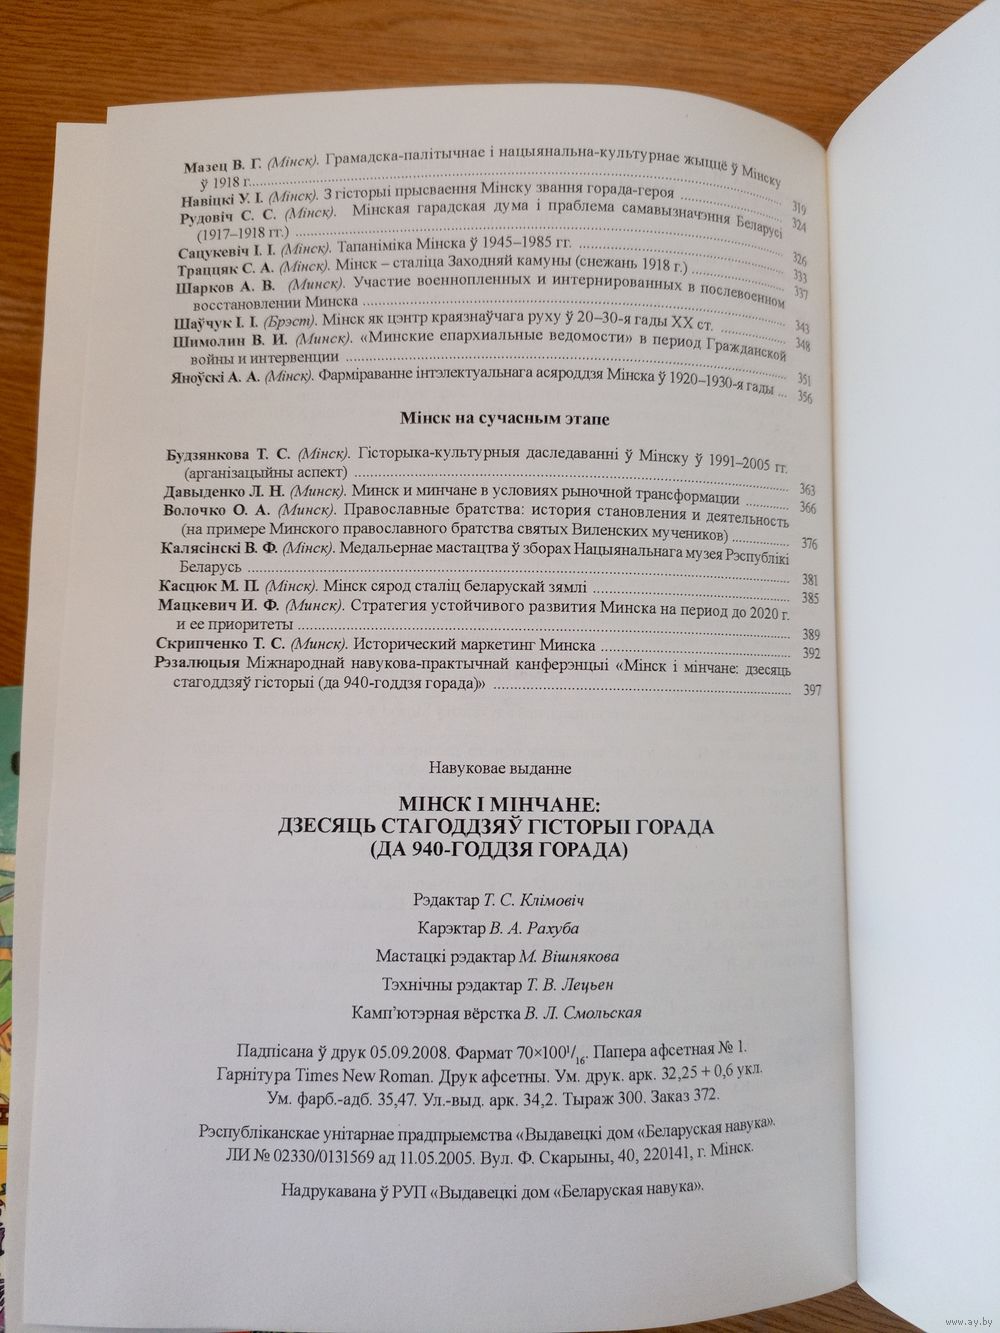 Мазец В. Г. (Мінск). Грамадска-палітычнае і нацыянальна-культурнае жыццё ў Мінску
ў 1918 г. 319
Навіцкі У. І. (Мінск). З гісторыі прысваення Мінску звання горада-героя 324
Рудовіч С. С. (Мінск). Мінская гарадская дума і праблема самавызначэння Беларусі
(1917–1918 гг.) 326
Сацукевіч І. І. (Мінск). Тапаніміка Мінска ў 1945–1985 гг. 333
Траццяк С. А. (Мінск). Мінск – сталіца Заходняй камуны (снежань 1918 г.) 337
Шарков А. В. (Минск). Участие военнопленных и интернированных в послевоенном
восстановлении Минска 343
Шаўчук І. І. (Брэст). Мінск як цэнтр краязнаўчага руху ў 20–30-я гады XX ст. 348
Шимолин В. И. (Минск). «Минские епархиальные ведомости» в период Гражданской
войны и интервенции 351
Яноўскі А. А. (Мінск). Фарміраванне інтэлектуальнага асяроддзя Мінска ў 1920–1930-я гады ... 356
Мінск на сучасным этапе
Будзянкова Т. С. (Мінск). Гісторыка-культурныя даследаванні ў Мінску ў 1991–2005 гг.
(арганізацыйны аспект) 363
Давыденко Л. Н. (Минск). Минск и минчане в условиях рыночной трансформации 366
Волочко О. А. (Минск). Православные братства: история становления и деятельность
(на примере Минского православного братства святых Виленских мучеников) 376
Калясінскі В. Ф. (Мінск). Медальернае мастацтва ў зборах Нацыянальнага музея Рэспублікі
Беларусь 381
Касцюк М. П. (Мінск). Мінск сярод сталіц беларускай зямлі 385
Мацкевич И. Ф. (Минск). Стратегия устойчивого развития Минска на период до 2020 г.
и ее приоритеты 389
Скрипченко Т. С. (Минск). Исторический маркетинг Минска 392
Рэзалюцыя Міжнароднай навукова-практычнай канферэнцыі «Мінск і мінчане: дзесяць
стагоддзяў гісторыі (да 940-годдзя горада)» 397
Навуковае выданне
МІНСК І МІНЧАНЕ:
ДЗЕСЯЦЬ СТАГОДДЗЯЎ ГІСТОРЫІ ГОРАДА
(ДА 940-ГОДДЗЯ ГОРАДА)
Рэдактар Т. С. Клімовіч
Карэктар В. А. Рахуба
Мастацкі рэдактар М. Вішнякова
Тэхнічны рэдактар Т. В. Лецьен
Камп’ютэрная вёрстка В. Л. Смольская
Падпісана ў друк 05.09.2008. Фармат 70×100 1/16. Папера афсетная № 1.
Гарнітура Times New Roman. Друк афсетны. Ум. друк. арк. 32,25 + 0,6 укл.
Ум. фарб.-адб. 35,47. Ул.-выд. арк. 34,2. Тыраж 300. Заказ 372.
Рэспубліканскае унітарнае прадпрыемства «Выдавецкі дом «Беларуская навука».
ЛИ № 02330/0131569 ад 11.05.2005. Вул. Ф. Скарыны, 40, 220141, г. Мінск.
Надрукавана ў РУП «Выдавецкі дом «Беларуская навука».
www.ay.by